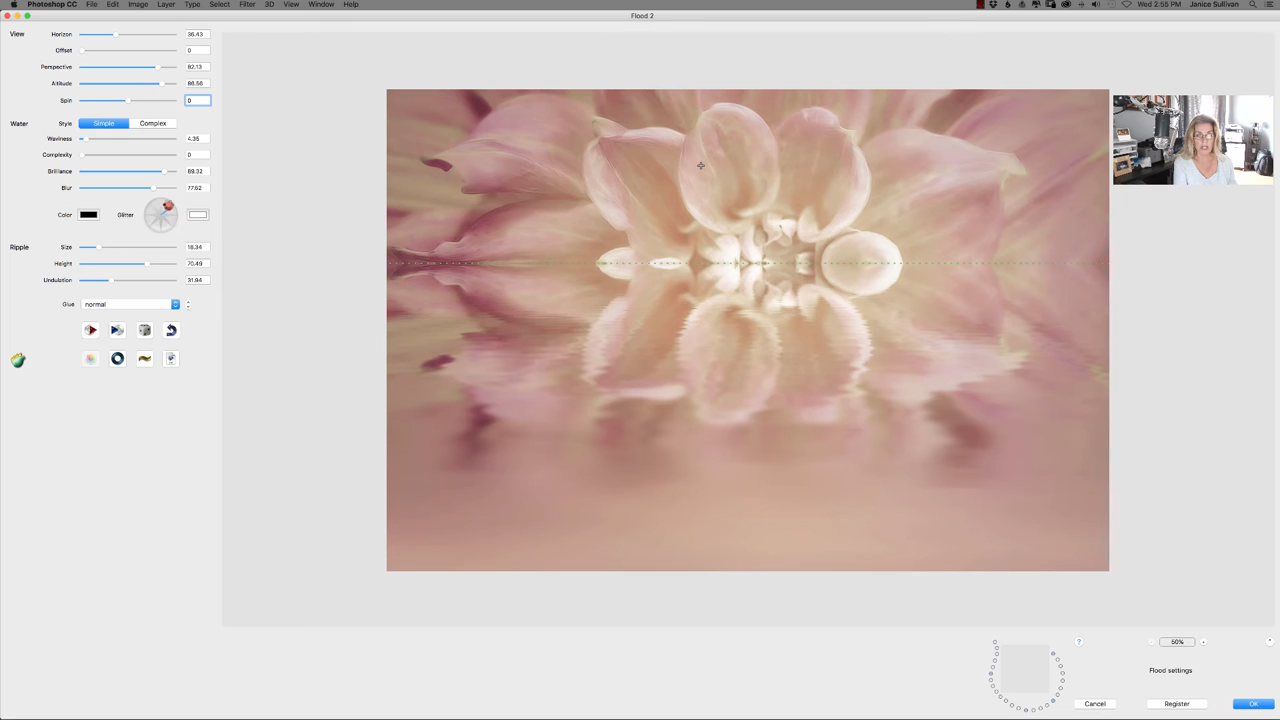 Photoshop CC File Edit Image Layer Type Select Filter 3D View Window Help Wed 2:55 PM Janice Sullivan
Flood 2
View Horizon 36.43
Offset 0
Perspective 82.13
Altitude 86.56
Spin 0
Water Style Simple Complex
Waviness 4.35
Complexity 0
Brilliance 89.32
Blur 77.52
Color Glitter
Ripple Size 18.34
Height 70.49
Undulation 31.94
Glue normal
? 50%
Flood settings
Cancel Register OK